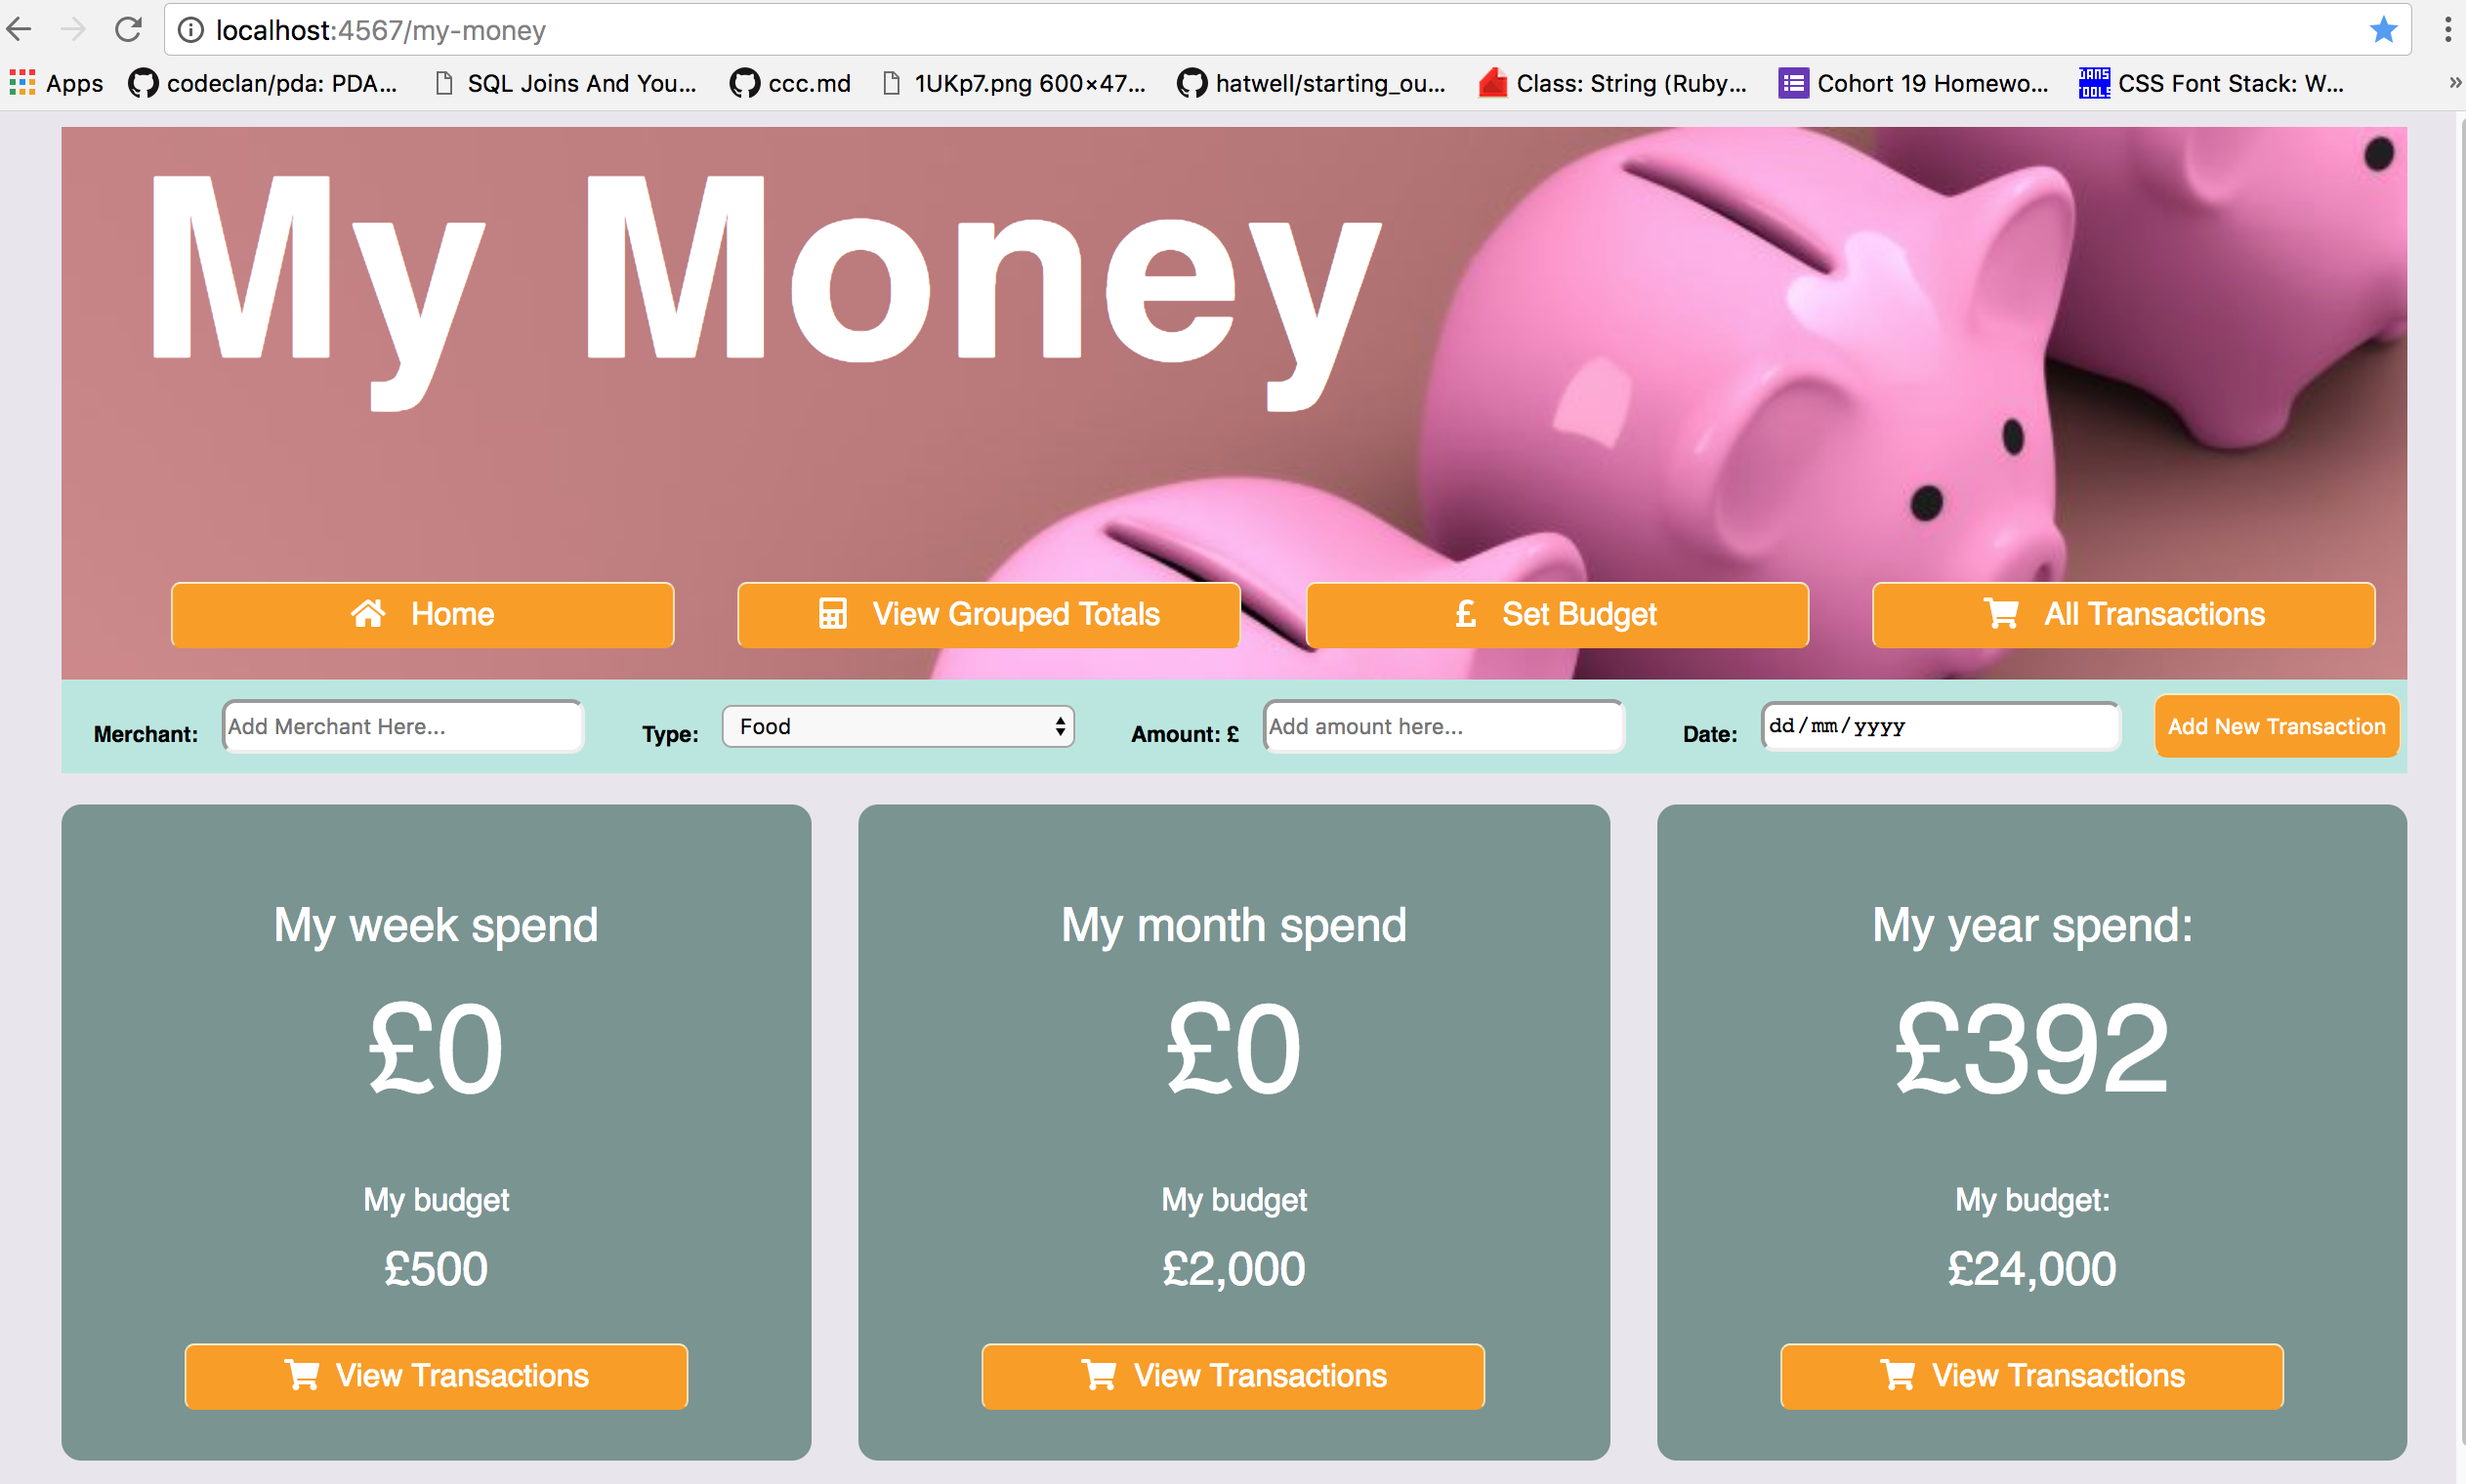 localhost:4567/my-money
Apps codeclan/pda: PDA... SQL Joins And You... ccc.md 1UKp7.png 600×47... hatwell/starting_ou... Class: String (Ruby... Cohort 19 Homewo... DANS TOOLS CSS Font Stack: W... »
My Money
Home View Grouped Totals £ Set Budget All Transactions
Merchant: Add Merchant Here... Type: Food Amount: £ Add amount here... Date: dd/mm/yyyy Add New Transaction
My week spend My month spend My year spend:
£0 £0 £392
My budget My budget My budget:
£500 £2,000 £24,000
View Transactions View Transactions View Transactions